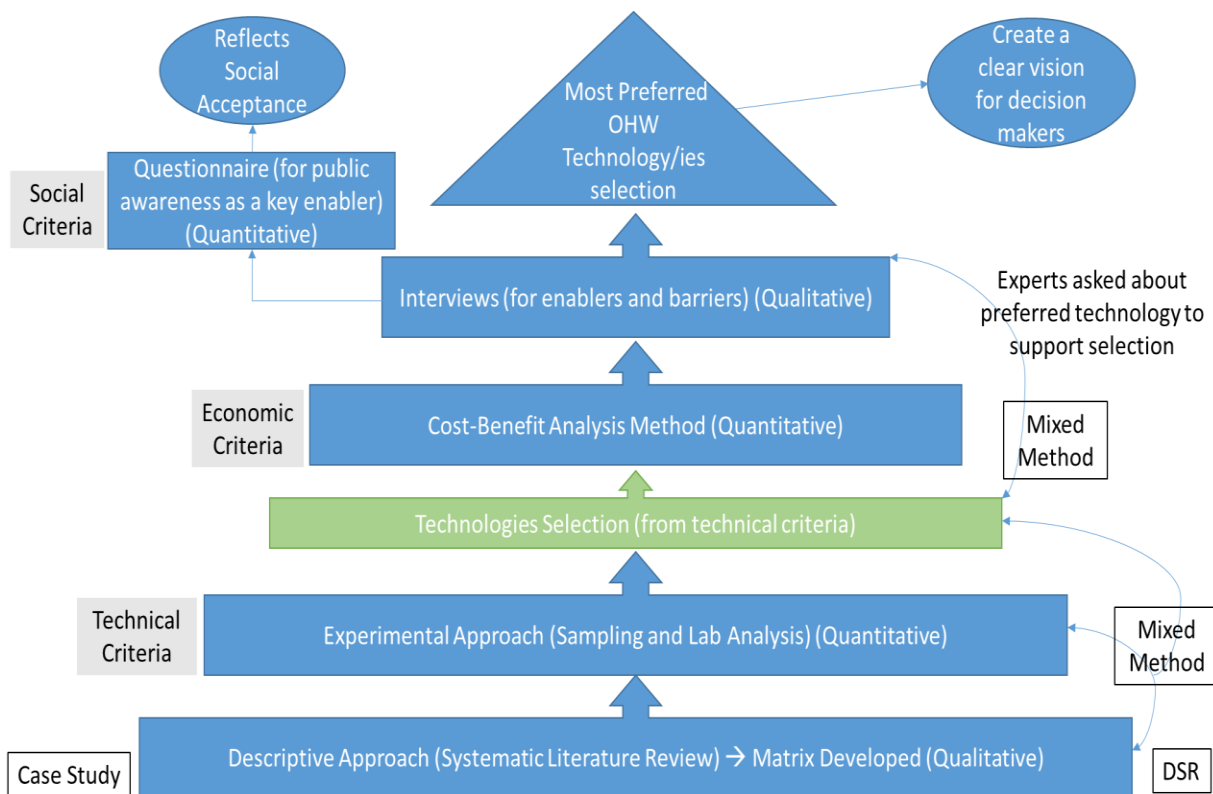 Reflects
Social
Acceptance
Create a
clear vision
for decision
makers
Most Preferred
OHW
Technology/ies
selection
Social
Criteria
Questionnaire (for public
awareness as a key enabler)
(Quantitative)
Interviews (for enablers and barriers) (Qualitative)
Experts asked about
preferred technology to
support selection
Economic
Criteria
Cost-Benefit Analysis Method (Quantitative)
Mixed
Method
Technologies Selection (from technical criteria)
Technical
Criteria
Experimental Approach (Sampling and Lab Analysis) (Quantitative)
Mixed
Method
Case Study
Descriptive Approach (Systematic Literature Review) → Matrix Developed (Qualitative)
DSR